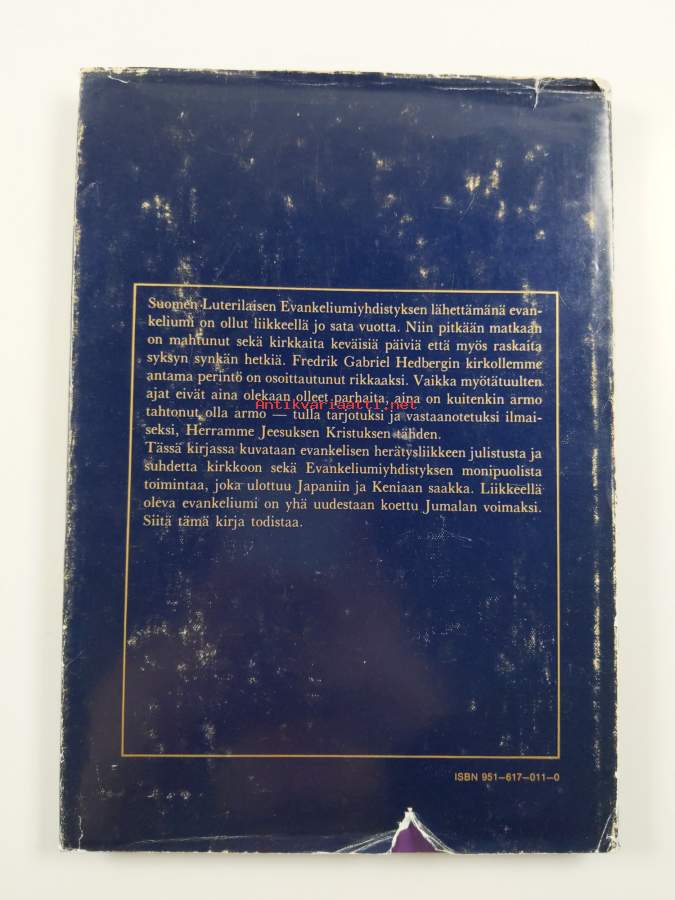 Suomen Luterilaisen Evankeliumiyhdistyksen lähettämänä evan-
keliumi on ollut liikkeellä jo sata vuotta. Niin pitkään matkaan
on mahtunut sekä kirkkaita keväisiä päiviä että myös raskaita
syksyn synkän hetkiä. Fredrik Gabriel Hedbergin kirkollemme
antama perintö on osoittautunut rikkaaksi. Vaikka myötätuulten
ajat eivät aina olekaan olleet parhaita, aina on kuitenkin armo
Antikvariaatti.net
tahtonut olla armo — tulla tarjotuksi ja vastaanotetuksi ilmai-
seksi, Herramme Jeesuksen Kristuksen tähden.
Tässä kirjassa kuvataan evankelisen herätysliikkeen julistusta ja
suhdetta kirkkoon sekä Evankeliumiyhdistyksen monipuolista
toimintaa, joka ulottuu Japaniin ja Keniaan saakka. Liikkeellä
oleva evankeliumi on yhä uudestaan koettu Jumalan voimaksi.
Siitä tämä kirja todistaa.
ISBN 951-617-011-0